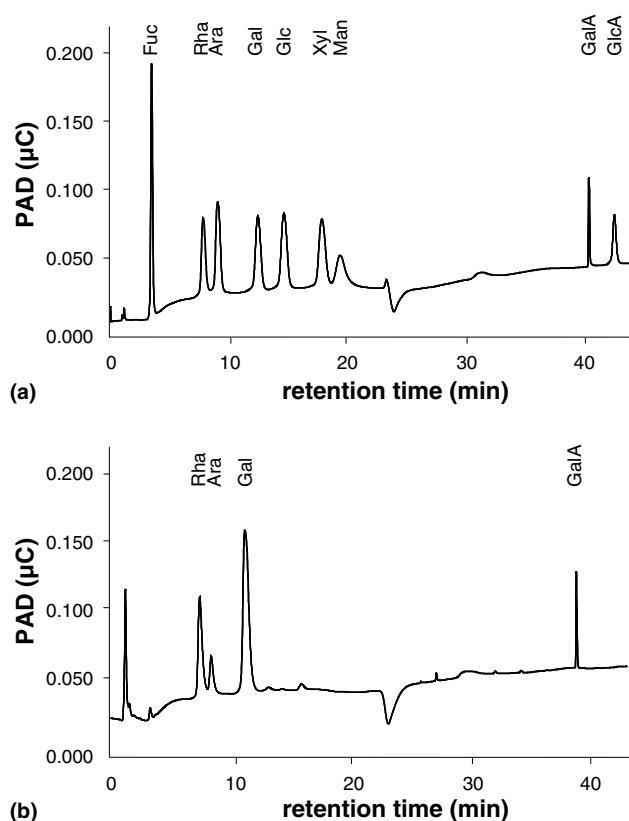 Fuc Rha Ara Gal Glc Xyl Man GalA GlcA
0.200
0.150
0.100
0.050
0.000
PAD (µC)
0 10 20 30 40
(a) retention time (min)
Rha Ara Gal GalA
0.200
0.150
0.100
0.050
0.000
PAD (µC)
0 10 20 30 40
(b) retention time (min)